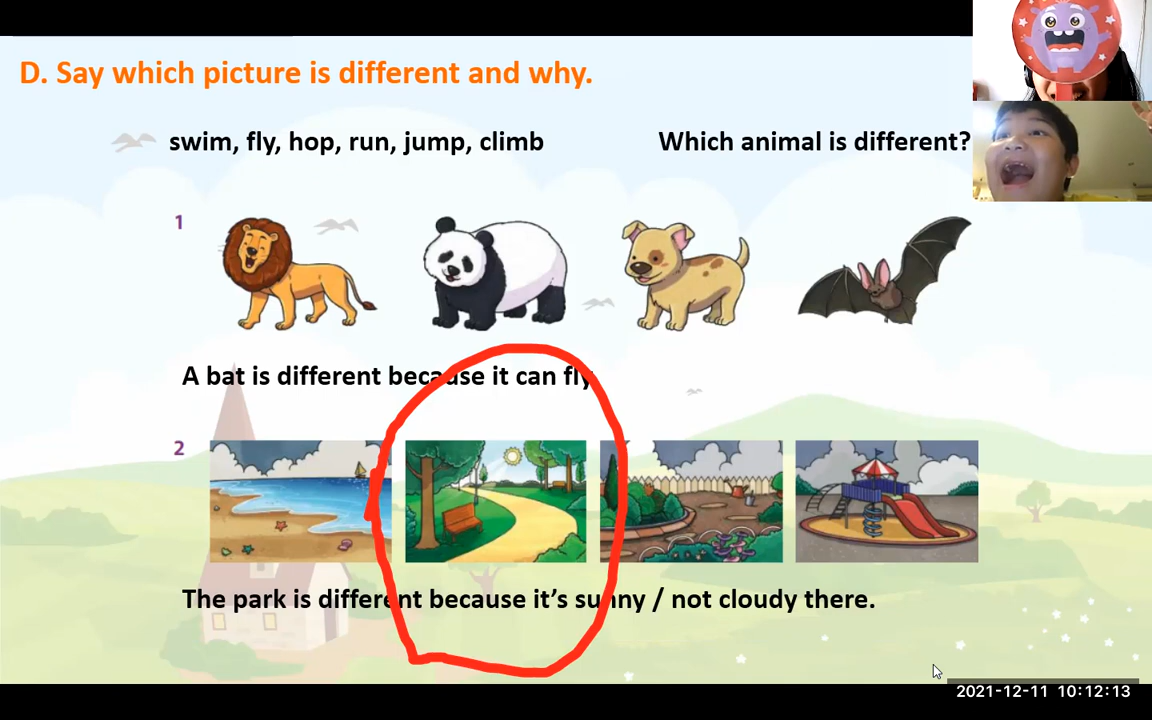 D. Say which picture is different and why.
swim, fly, hop, run, jump, climb
Which animal is different?
1
A bat is different because it can fly
2
The park is different because it’s sunny / not cloudy there.
2021-12-11 10:12:13